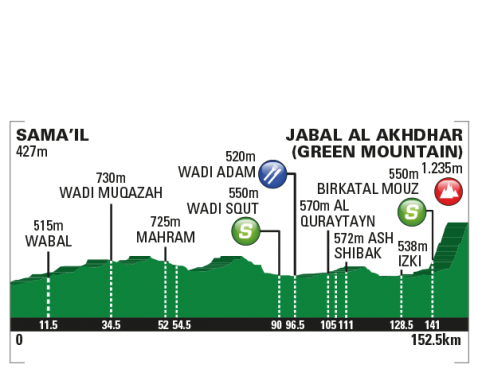 SAMA'IL
427m
JABAL AL AKHDHAR
(GREEN MOUNTAIN)
1.235m
520m
WADI ADAM
550m
BIRKATAL MOUZ
730m
WADI MUQAZAH
550m
WADI SQUT
S
S
570m AL
QURAYTAYN
515m
WABAL
725m
MAHRAM
572m ASH
SHIBAK
538m
IZKI
11.5 34.5 52 54.5 90 96.5 105 111 128.5 141
0 152.5km